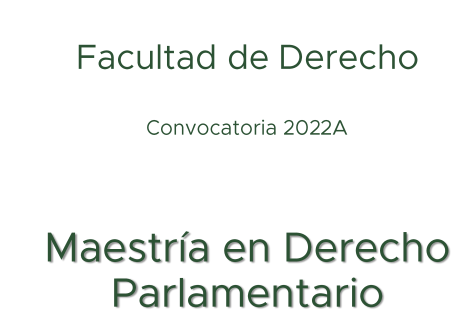 Facultad de Derecho
Convocatoria 2022A
Maestría en Derecho
Parlamentario